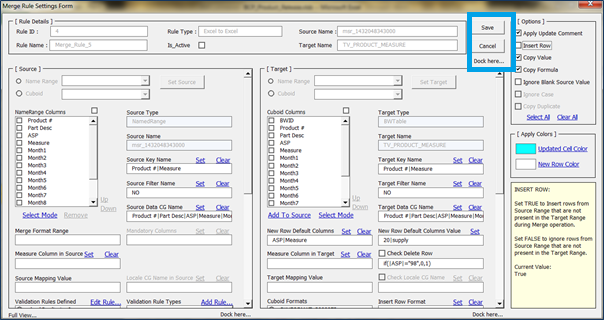 Merge Rule Settings Form
[ Rule Details ]
Rule ID : 4 Rule Type : Excel to Excel Source Name : msr_1432048343000
Rule Name : Merge_Rule_5 Is_Active Target Name TV_PRODUCT_MEASURE
Save
Cancel
Dock here...
[ Options ]
Apply Update Comment
Insert Row
Copy Value
Copy Formula
Ignore Blank Source Value
Ignore Case
Copy Duplicate
Select All Clear All
[ Source ]
Name Range
Cuboid
Set Source
NameRange Columns
Product #
Part Desc
ASP
Measure
Month1
Month2
Month3
Month4
Month5
Month6
Month7
Month8
Month9
Up
Down
Select Mode Remove
Source Type
NamedRange
Source Name
msr_1432048343000
Source Key Name Set Clear
Source Filter Name
NO
Source Data CG Name Set Clear
Product #|Part Desc|ASP|Measure|Mon
Merge Format Range
Mandatory Columns Set Clear
Measure Column in Source Set Clear
Source Mapping Value
Locale CG Name in Source Set Clear
Validation Rules Defined Edit Rule...
Validation Rule Types Add Rule...
[ Target ]
Name Range
Cuboid
Set Target
Cuboid Columns
BWID
Product #
Part Desc
ASP
Measure
Month1
Month2
Month3
Month4
Month5
Month6
Month7
Month8
Up
Down
Add To Source Select Mode
Target Type
BWTable
Target Name
TV_PRODUCT_MEASURE
Target Key Name Set Clear
Target Filter Name
NO
Target Data CG Name Set Clear
Product #|Part Desc|ASP|Measure|Mon
New Row Default Columns Set Clear
ASP|Measure
New Row Default Column Values
20|supply
Measure Column in Target Set Clear
Check Delete Row
if(|ASP|="98",0,1)
Target Mapping Value
Check Locale CG Name Set Clear
Cuboid Formats Set Clear
Insert Row Format Set Clear
[ Apply Colors ]
Updated Cell Color
New Row Color
INSERT ROW:
Set TRUE to Insert rows from
Source Range that are not
present in the Target Range
during Merge operation.
Set FALSE to ignore rows from
Source Range that are not
present in the Target Range.
Current Value:
True
Full View...
Dock here...
Dock here...